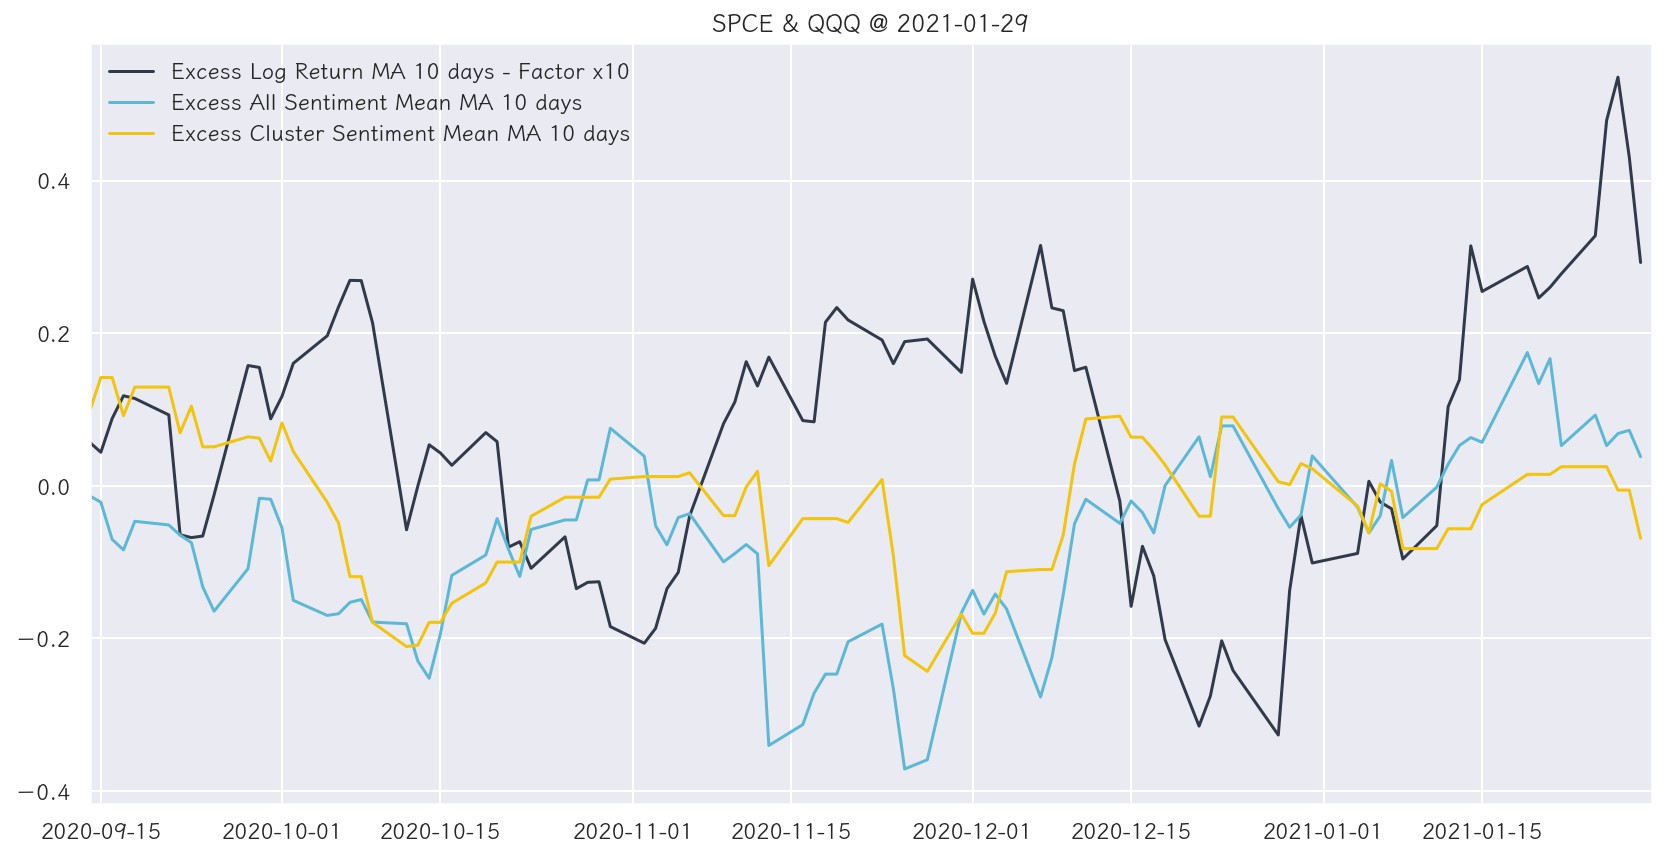 SPCE & QQQ @ 2021-01-29
Excess Log Return MA 10 days - Factor x10
Excess All Sentiment Mean MA 10 days
Excess Cluster Sentiment Mean MA 10 days
0.4
0.2
0.0
−0.2
−0.4
2020-09-15 2020-10-01 2020-10-15 2020-11-01 2020-11-15 2020-12-01 2020-12-15 2021-01-01 2021-01-15